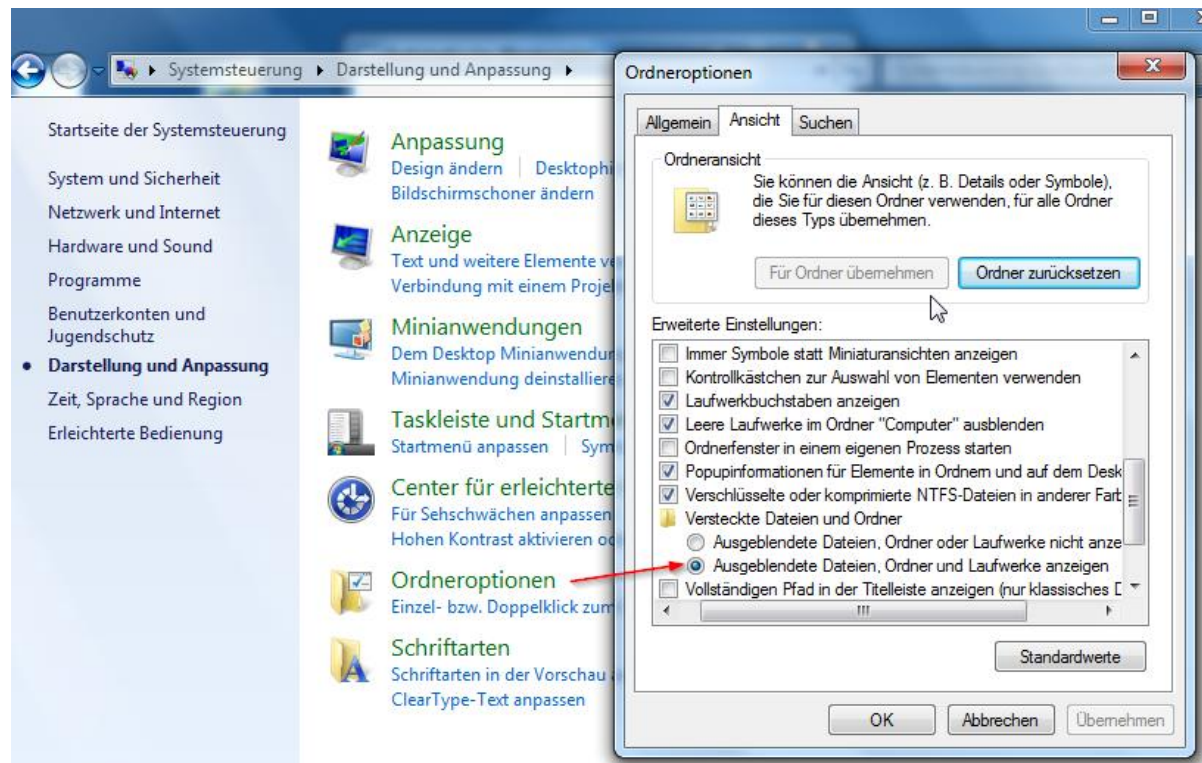 Systemsteuerung ▸ Darstellung und Anpassung ▸
Startseite der Systemsteuerung
System und Sicherheit
Netzwerk und Internet
Hardware und Sound
Programme
Benutzerkonten und
Jugendschutz
Darstellung und Anpassung
Zeit, Sprache und Region
Erleichterte Bedienung
Anpassung
Design ändern | Desktophi
Bildschirmschoner ändern
Anzeige
Text und weitere Elemente ve
Verbindung mit einem Proje
Minianwendungen
Dem Desktop Minianwendun
Minianwendung deinstalliere
Taskleiste und Startm
Startmenü anpassen | Sym
Center für erleichterte
Für Sehschwächen anpassen
Hohen Kontrast aktivieren od
Ordneroptionen
Einzel- bzw. Doppelklick zum
Schriftarten
Schriftarten in der Vorschau
ClearType-Text anpassen
Ordneroptionen
Allgemein Ansicht Suchen
Ordneransicht
Sie können die Ansicht (z. B. Details oder Symbole),
die Sie für diesen Ordner verwenden, für alle Ordner
dieses Typs übernehmen.
Für Ordner übernehmen Ordner zurücksetzen
Erweiterte Einstellungen:
Immer Symbole statt Miniaturansichten anzeigen
Kontrollkästchen zur Auswahl von Elementen verwenden
Laufwerkbuchstaben anzeigen
Leere Laufwerke im Ordner "Computer" ausblenden
Ordnerfenster in einem eigenen Prozess starten
Popupinformationen für Elemente in Ordnern und auf dem Desk
Verschlüsselte oder komprimierte NTFS-Dateien in anderer Farb
Versteckte Dateien und Ordner
Ausgeblendete Dateien, Ordner oder Laufwerke nicht anze
Ausgeblendete Dateien, Ordner und Laufwerke anzeigen
Vollständigen Pfad in der Titelleiste anzeigen (nur klassisches D
Standardwerte
OK Abbrechen Übernehmen